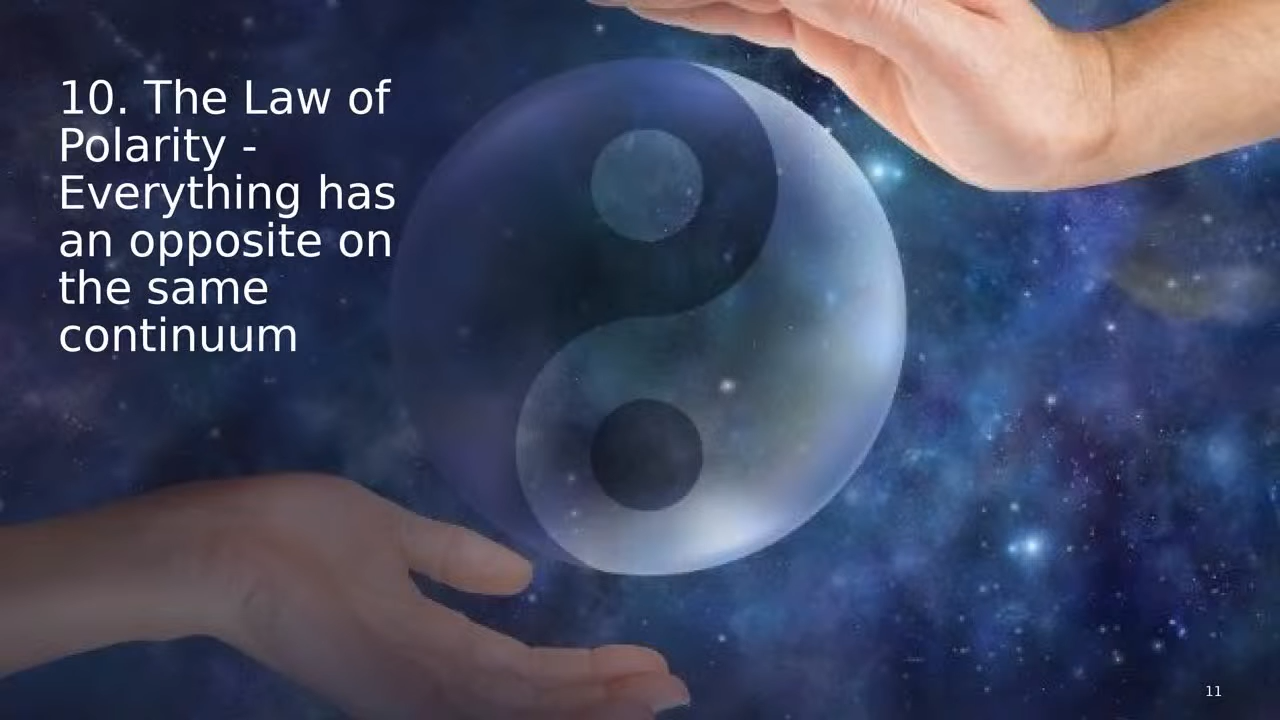 10. The Law of
Polarity -
Everything has
an opposite on
the same
continuum
11